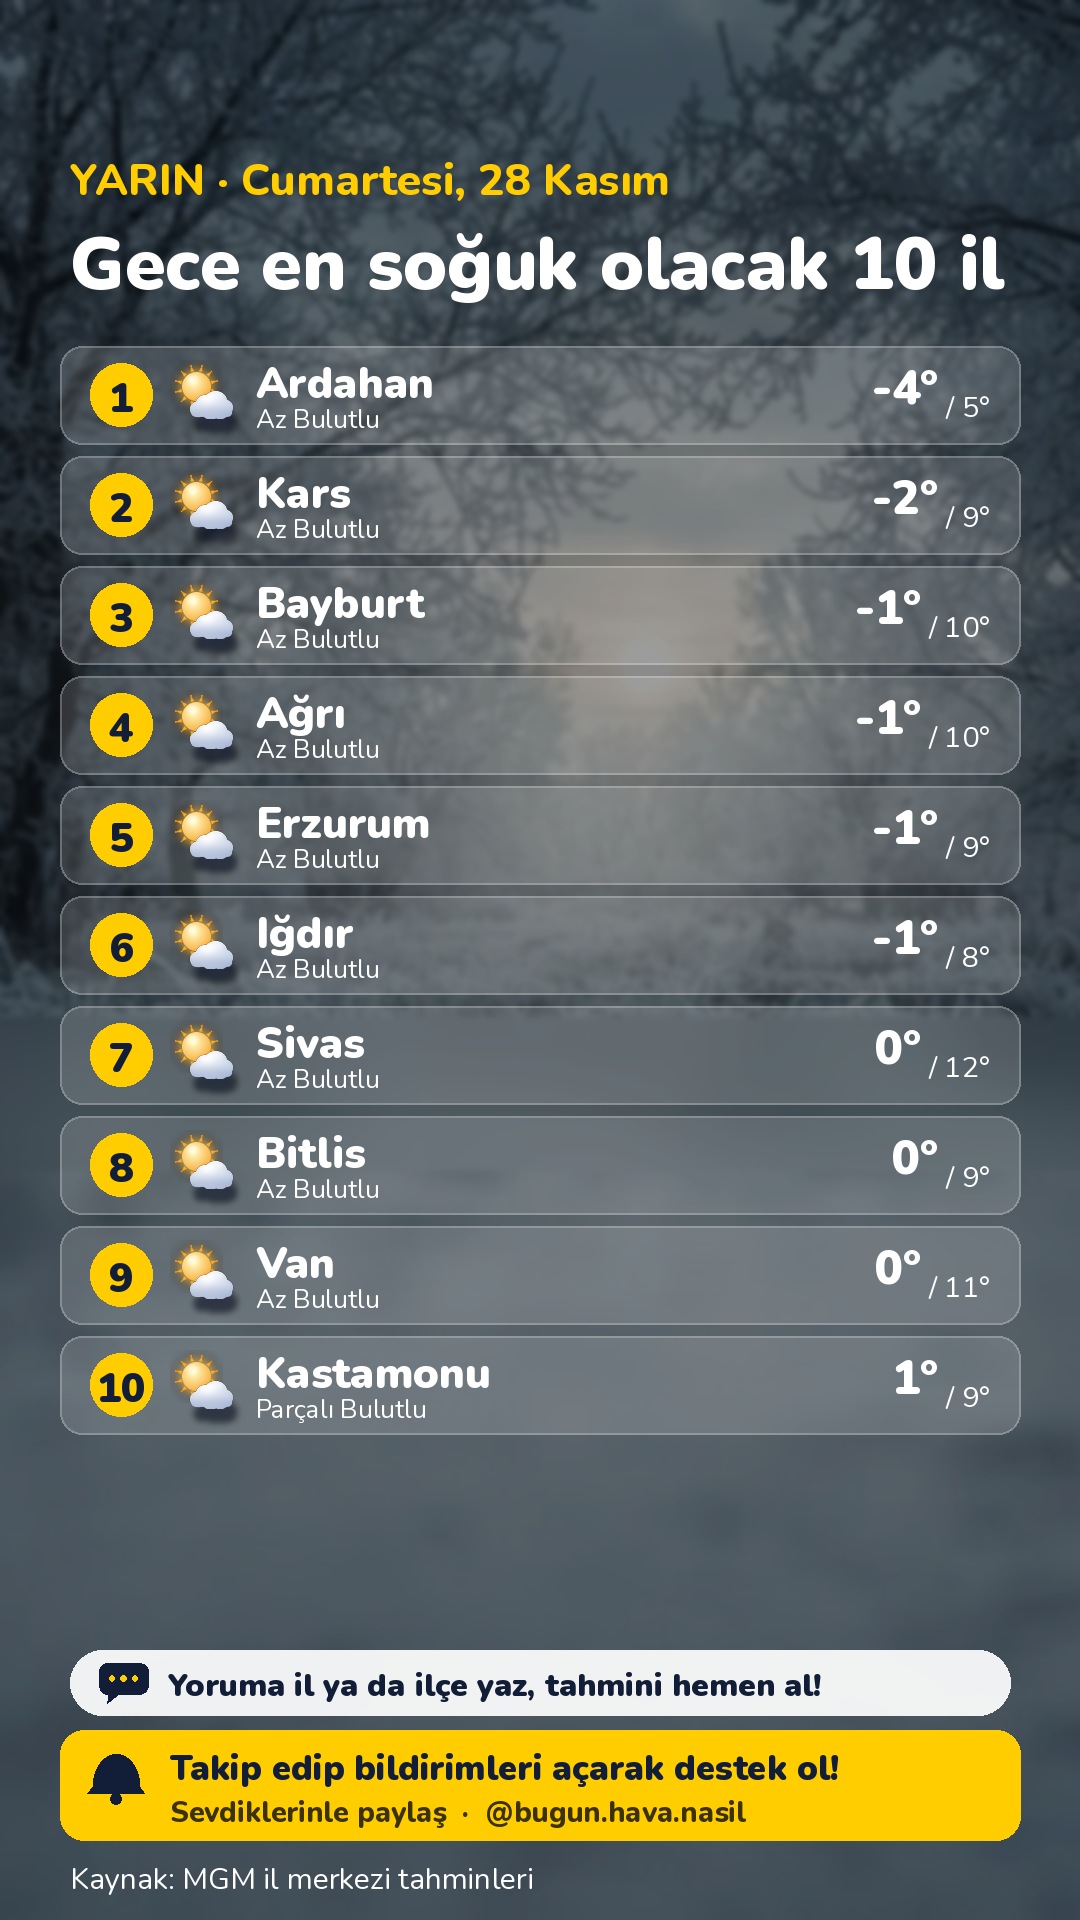 YARIN · Cumartesi, 28 Kasım
Gece en soğuk olacak 10 il
1 Ardahan -4° / 5°
Az Bulutlu
2 Kars -2° / 9°
Az Bulutlu
3 Bayburt -1° / 10°
Az Bulutlu
4 Ağrı -1° / 10°
Az Bulutlu
5 Erzurum -1° / 9°
Az Bulutlu
6 Iğdır -1° / 8°
Az Bulutlu
7 Sivas 0° / 12°
Az Bulutlu
8 Bitlis 0° / 9°
Az Bulutlu
9 Van 0° / 11°
Az Bulutlu
10 Kastamonu 1° / 9°
Parçalı Bulutlu
Yoruma il ya da ilçe yaz, tahmini hemen al!
Takip edip bildirimleri açarak destek ol!
Sevdiklerinle paylaş · @bugun.hava.nasil
Kaynak: MGM il merkezi tahminleri